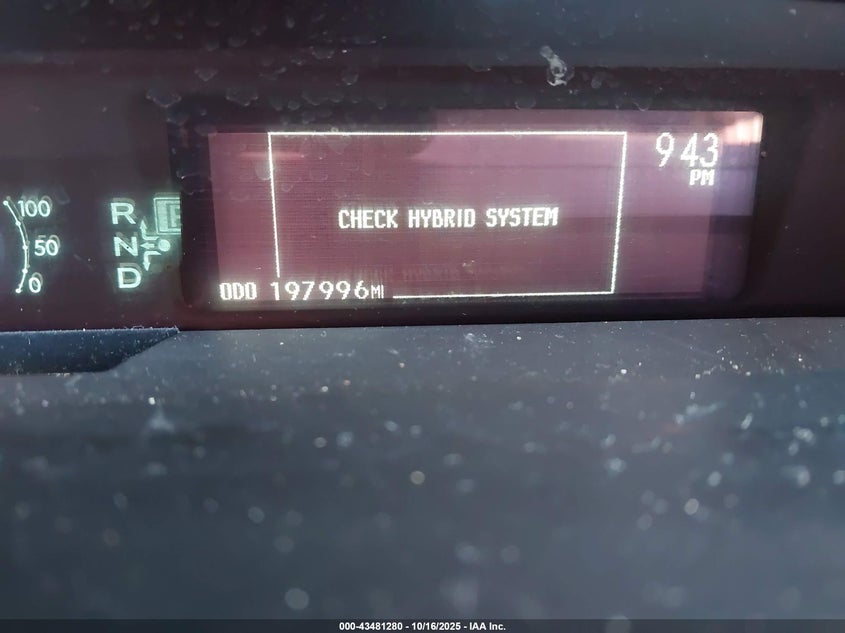 943
PM
100
50
0
R
N
D
CHECK HYBRID SYSTEM
ODO 197996MI
000-43481280 - 10/16/2025 - IAA Inc.